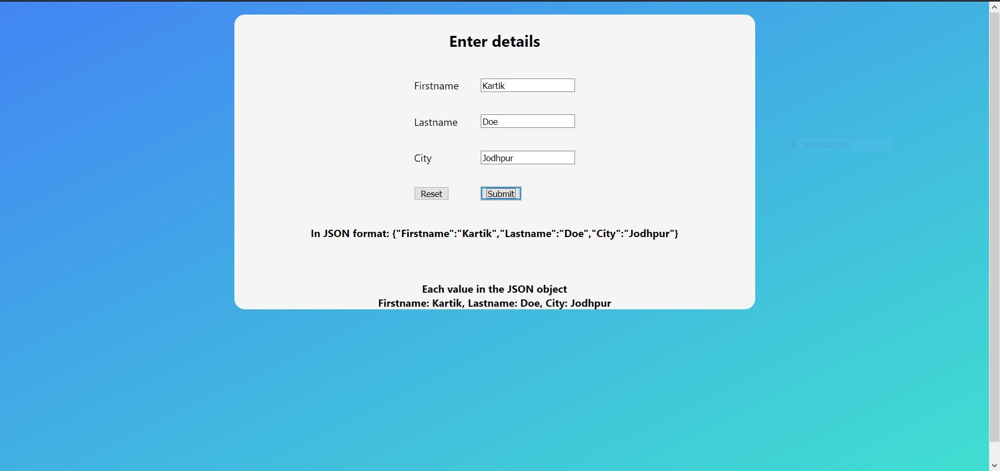 Enter details
Firstname Kartik
Lastname Doe
City Jodhpur
Reset Submit
In JSON format: {"Firstname":"Kartik","Lastname":"Doe","City":"Jodhpur"}
Each value in the JSON object
Firstname: Kartik, Lastname: Doe, City: Jodhpur
Window Snip